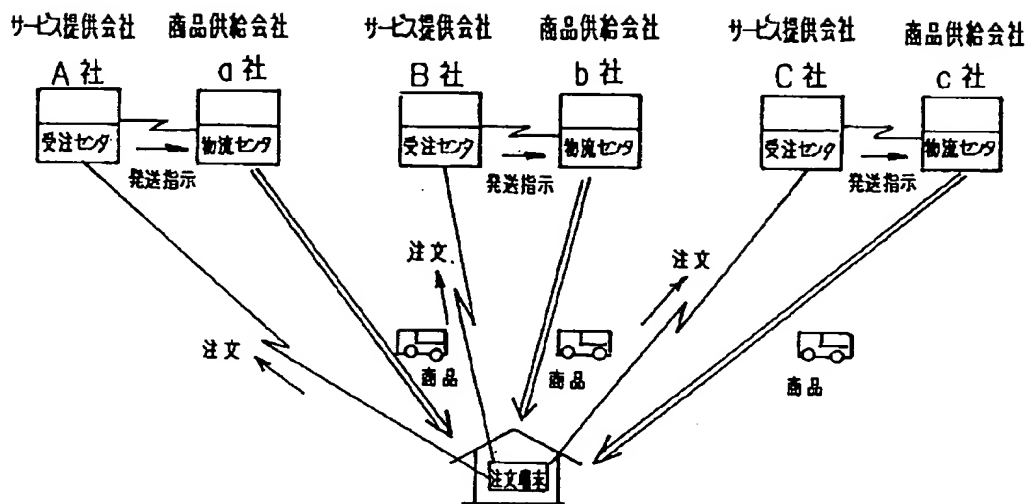 サービス提供会社
商品供給会社
サービス提供会社
商品供給会社
サービス提供会社
商品供給会社
A社
a社
B社
b社
C社
c社
受注センタ
物流センタ
受注センタ
物流センタ
受注センタ
物流センタ
発送指示
発送指示
発送指示
注文
注文
注文
商品
商品
商品
注文端末